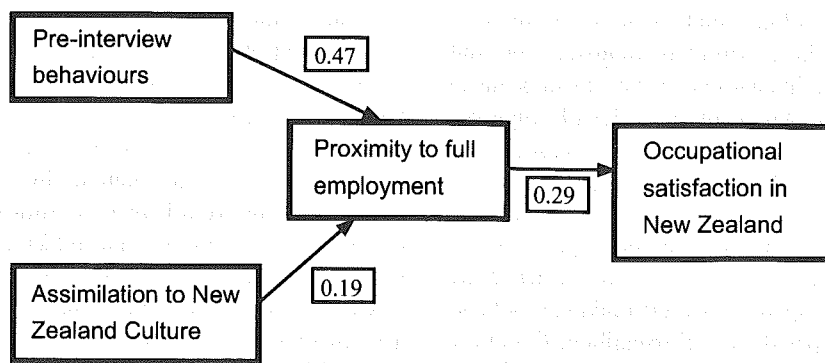 Pre-interview
behaviours
0.47
Proximity to full
employment
Occupational
satisfaction in
New Zealand
0.29
Assimilation to New
Zealand Culture
0.19